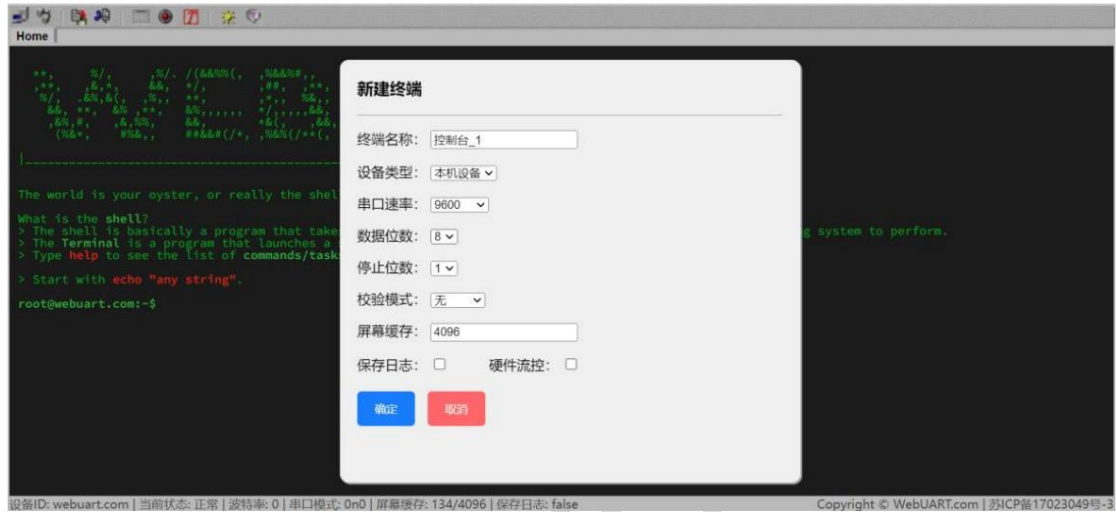 Home
新建终端
终端名称: 控制台_1
设备类型: 本机设备
串口速率: 9600
数据位数: 8
停止位数: 1
校验模式: 无
屏幕缓存: 4096
保存日志: 硬件流控:
确定 取消
The world is your oyster, or really the shel
What is the shell?
> The shell is basically a program that take g system to perform.
> The Terminal is a program that launches a
> Type help to see the list of commands/task
> Start with echo "any string".
root@webuart.com:~$
设备ID: webuart.com | 当前状态: 正常 | 波特率: 0 | 串口模式: 0n0 | 屏幕缓存: 134/4096 | 保存日志: false Copyright © WebUART.com | 苏ICP备17023049号-3